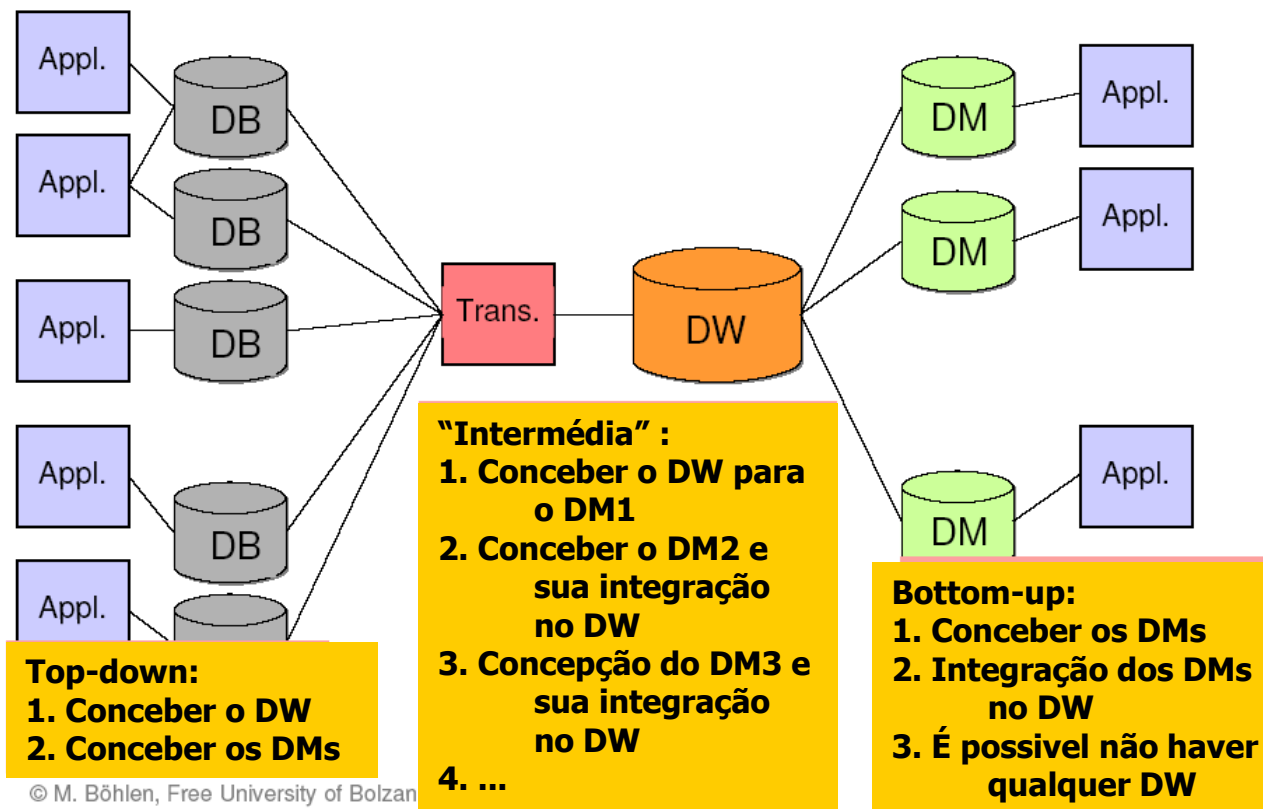 Appl.
DB
DM
Appl.
Appl.
DB
DM
Appl.
Appl.
DB
Trans.
DW
Appl.
DB
DM
Appl.
Appl.
Top-down:
1. Conceber o DW
2. Conceber os DMs
“Intermédia” :
1. Conceber o DW para
o DM1
2. Conceber o DM2 e
sua integração
no DW
3. Concepção do DM3 e
sua integração
no DW
4. ...
Bottom-up:
1. Conceber os DMs
2. Integração dos DMs
no DW
3. É possivel não haver
qualquer DW
© M. Böhlen, Free University of Bolzan